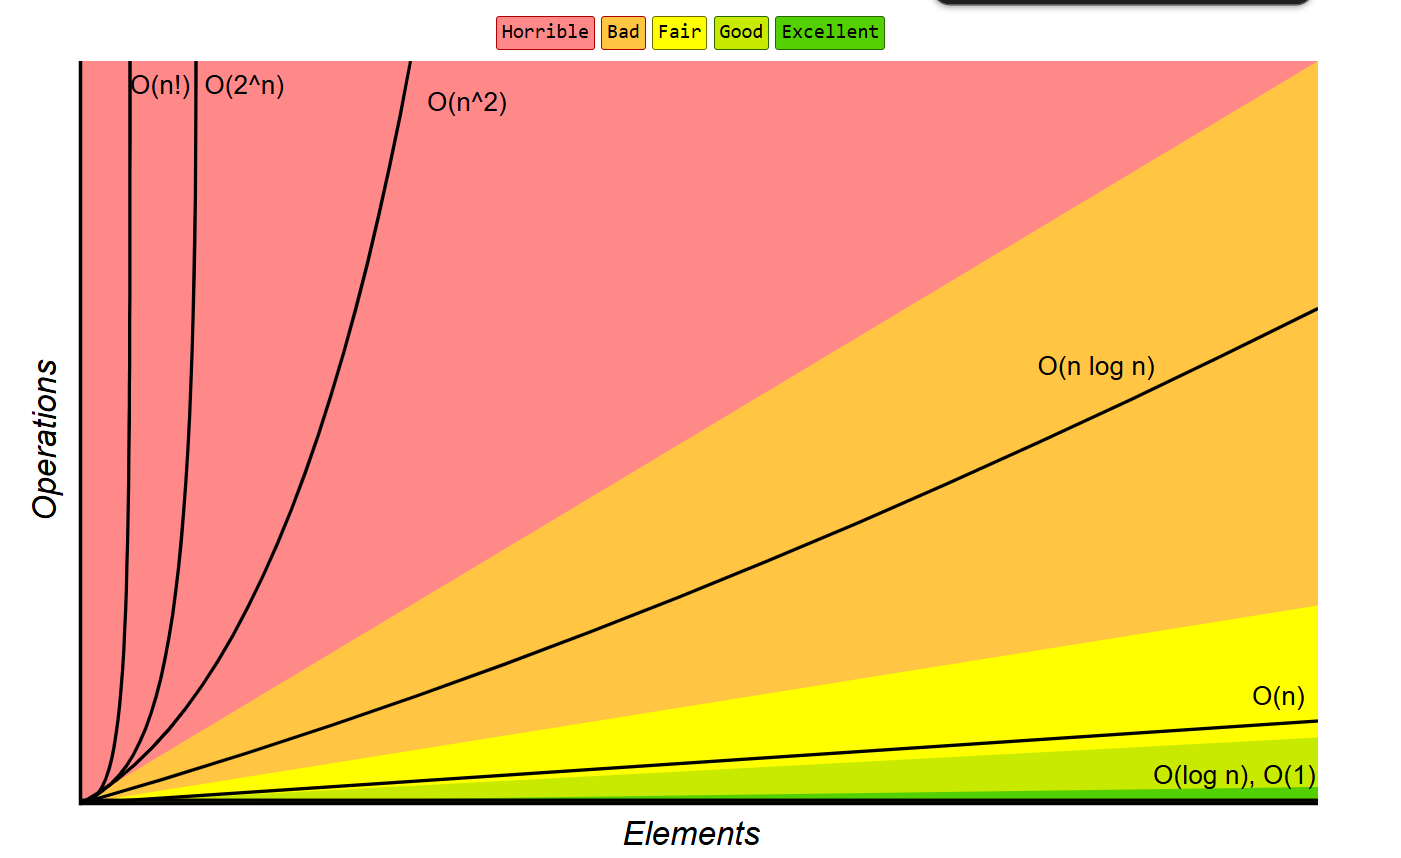 Horrible Bad Fair Good Excellent
O(n!) O(2^n)
O(n^2)
O(n log n)
Operations
O(n)
O(log n), O(1)
Elements